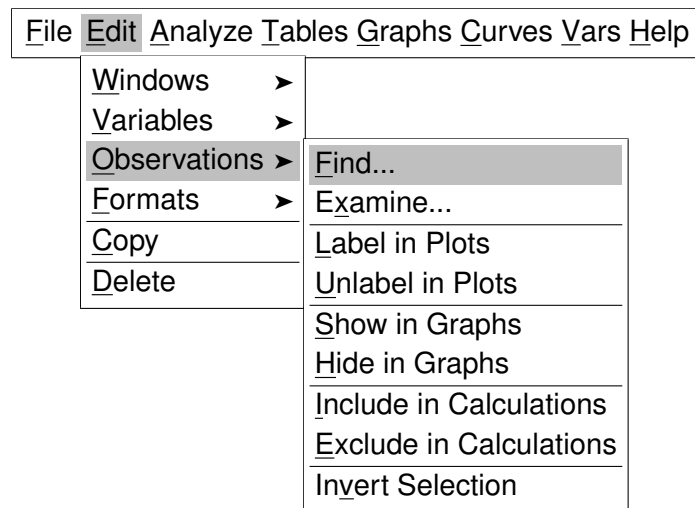 File Edit Analyze Tables Graphs Curves Vars Help
Windows ➤
Variables ➤
Observations ➤
Formats ➤
Copy
Delete
Find...
Examine...
Label in Plots
Unlabel in Plots
Show in Graphs
Hide in Graphs
Include in Calculations
Exclude in Calculations
Invert Selection